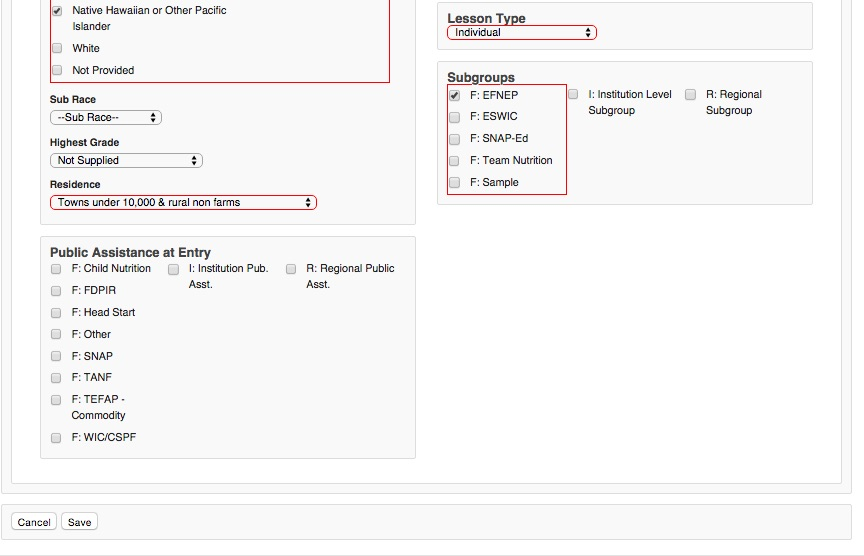 Native Hawaiian or Other Pacific
Islander
White
Not Provided
Sub Race
--Sub Race--
Highest Grade
Not Supplied
Residence
Towns under 10,000 & rural non farms
Public Assistance at Entry
F: Child Nutrition
F: FDPIR
F: Head Start
F: Other
F: SNAP
F: TANF
F: TEFAP -
Commodity
F: WIC/CSPF
I: Institution Pub.
Asst.
R: Regional Public
Asst.
Lesson Type
Individual
Subgroups
F: EFNEP
F: ESWIC
F: SNAP-Ed
F: Team Nutrition
F: Sample
I: Institution Level
Subgroup
R: Regional
Subgroup
Cancel
Save